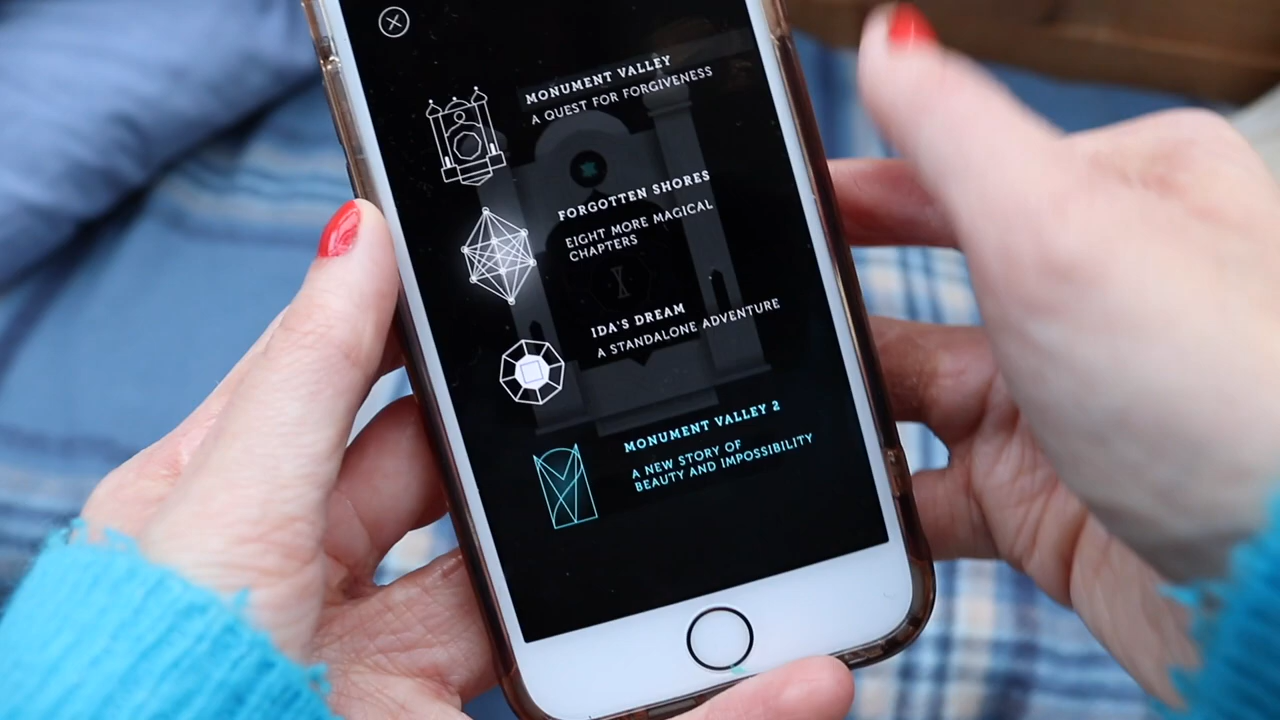 MONUMENT VALLEY
A QUEST FOR FORGIVENESS
FORGOTTEN SHORES
EIGHT MORE MAGICAL
CHAPTERS
IDA'S DREAM
A STANDALONE ADVENTURE
MONUMENT VALLEY 2
A NEW STORY OF
BEAUTY AND IMPOSSIBILITY